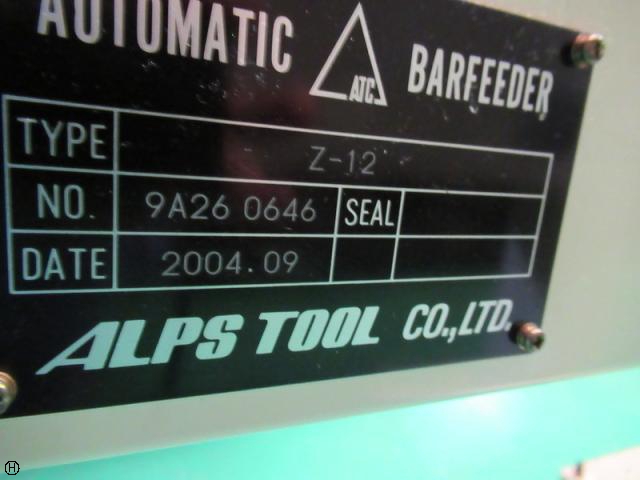 AUTOMATIC ATC BARFEEDER
TYPE Z-12
NO. 9A26 0646 SEAL
DATE 2004.09
ALPS TOOL CO.,LTD.
H